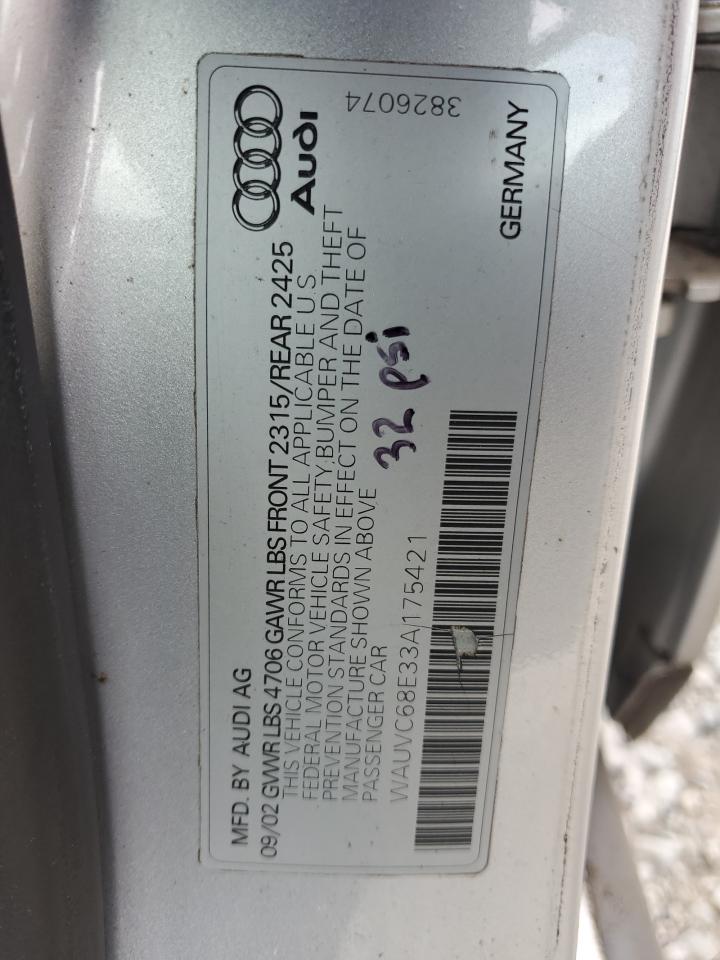 MFD. BY AUDI AG
09/02 GVWR LBS 4706 GAWR LBS FRONT 2315/REAR 2425
THIS VEHICLE CONFORMS TO ALL APPLICABLE U S
FEDERAL MOTOR VEHICLE SAFETY, BUMPER AND THEFT
PREVENTION STANDARDS IN EFFECT ON THE DATE OF
MANUFACTURE SHOWN ABOVE
PASSENGER CAR
WAUVC68E33A175421
32 psi
Audi
3826074
GERMANY